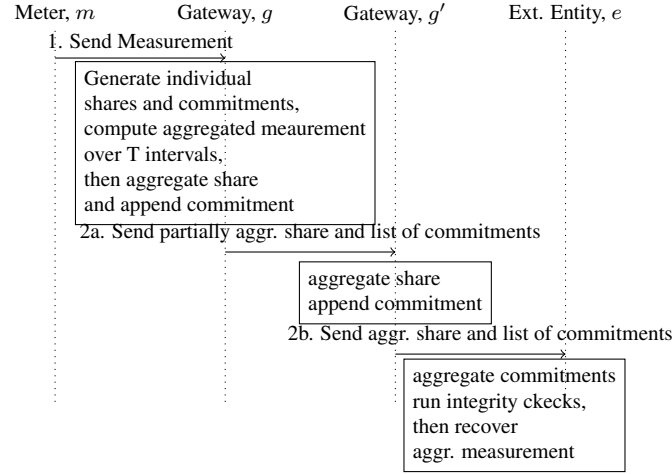 Meter, m Gateway, g Gateway, g′ Ext. Entity, e
1. Send Measurement
Generate individual
shares and commitments,
compute aggregated meaurement
over T intervals,
then aggregate share
and append commitment
2a. Send partially aggr. share and list of commitments
aggregate share
append commitment
2b. Send aggr. share and list of commitments
aggregate commitments
run integrity ckecks,
then recover
aggr. measurement